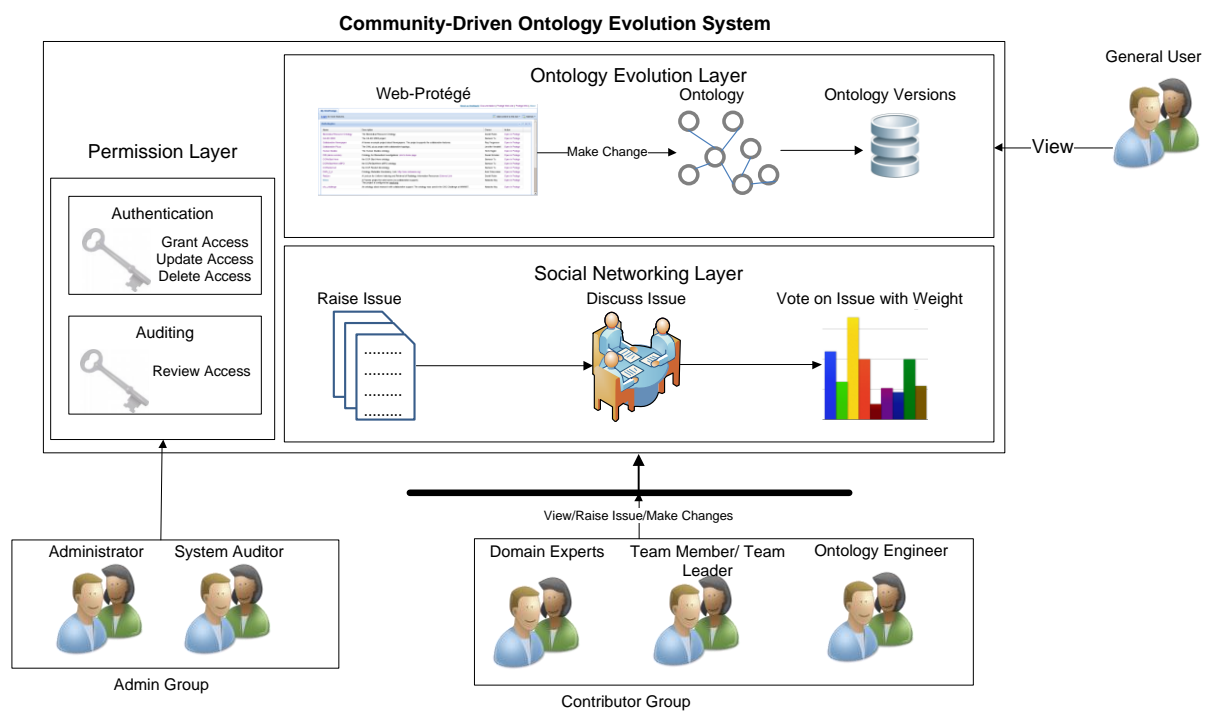 Community-Driven Ontology Evolution System
General User
View
Ontology Evolution Layer
Web-Protégé
Ontology
Ontology Versions
Make Change
Permission Layer
Authentication
Grant Access
Update Access
Delete Access
Auditing
Review Access
Social Networking Layer
Raise Issue
Discuss Issue
Vote on Issue with Weight
.........
.........
.........
.........
View/Raise Issue/Make Changes
Administrator
System Auditor
Admin Group
Domain Experts
Team Member/ Team
Leader
Ontology Engineer
Contributor Group